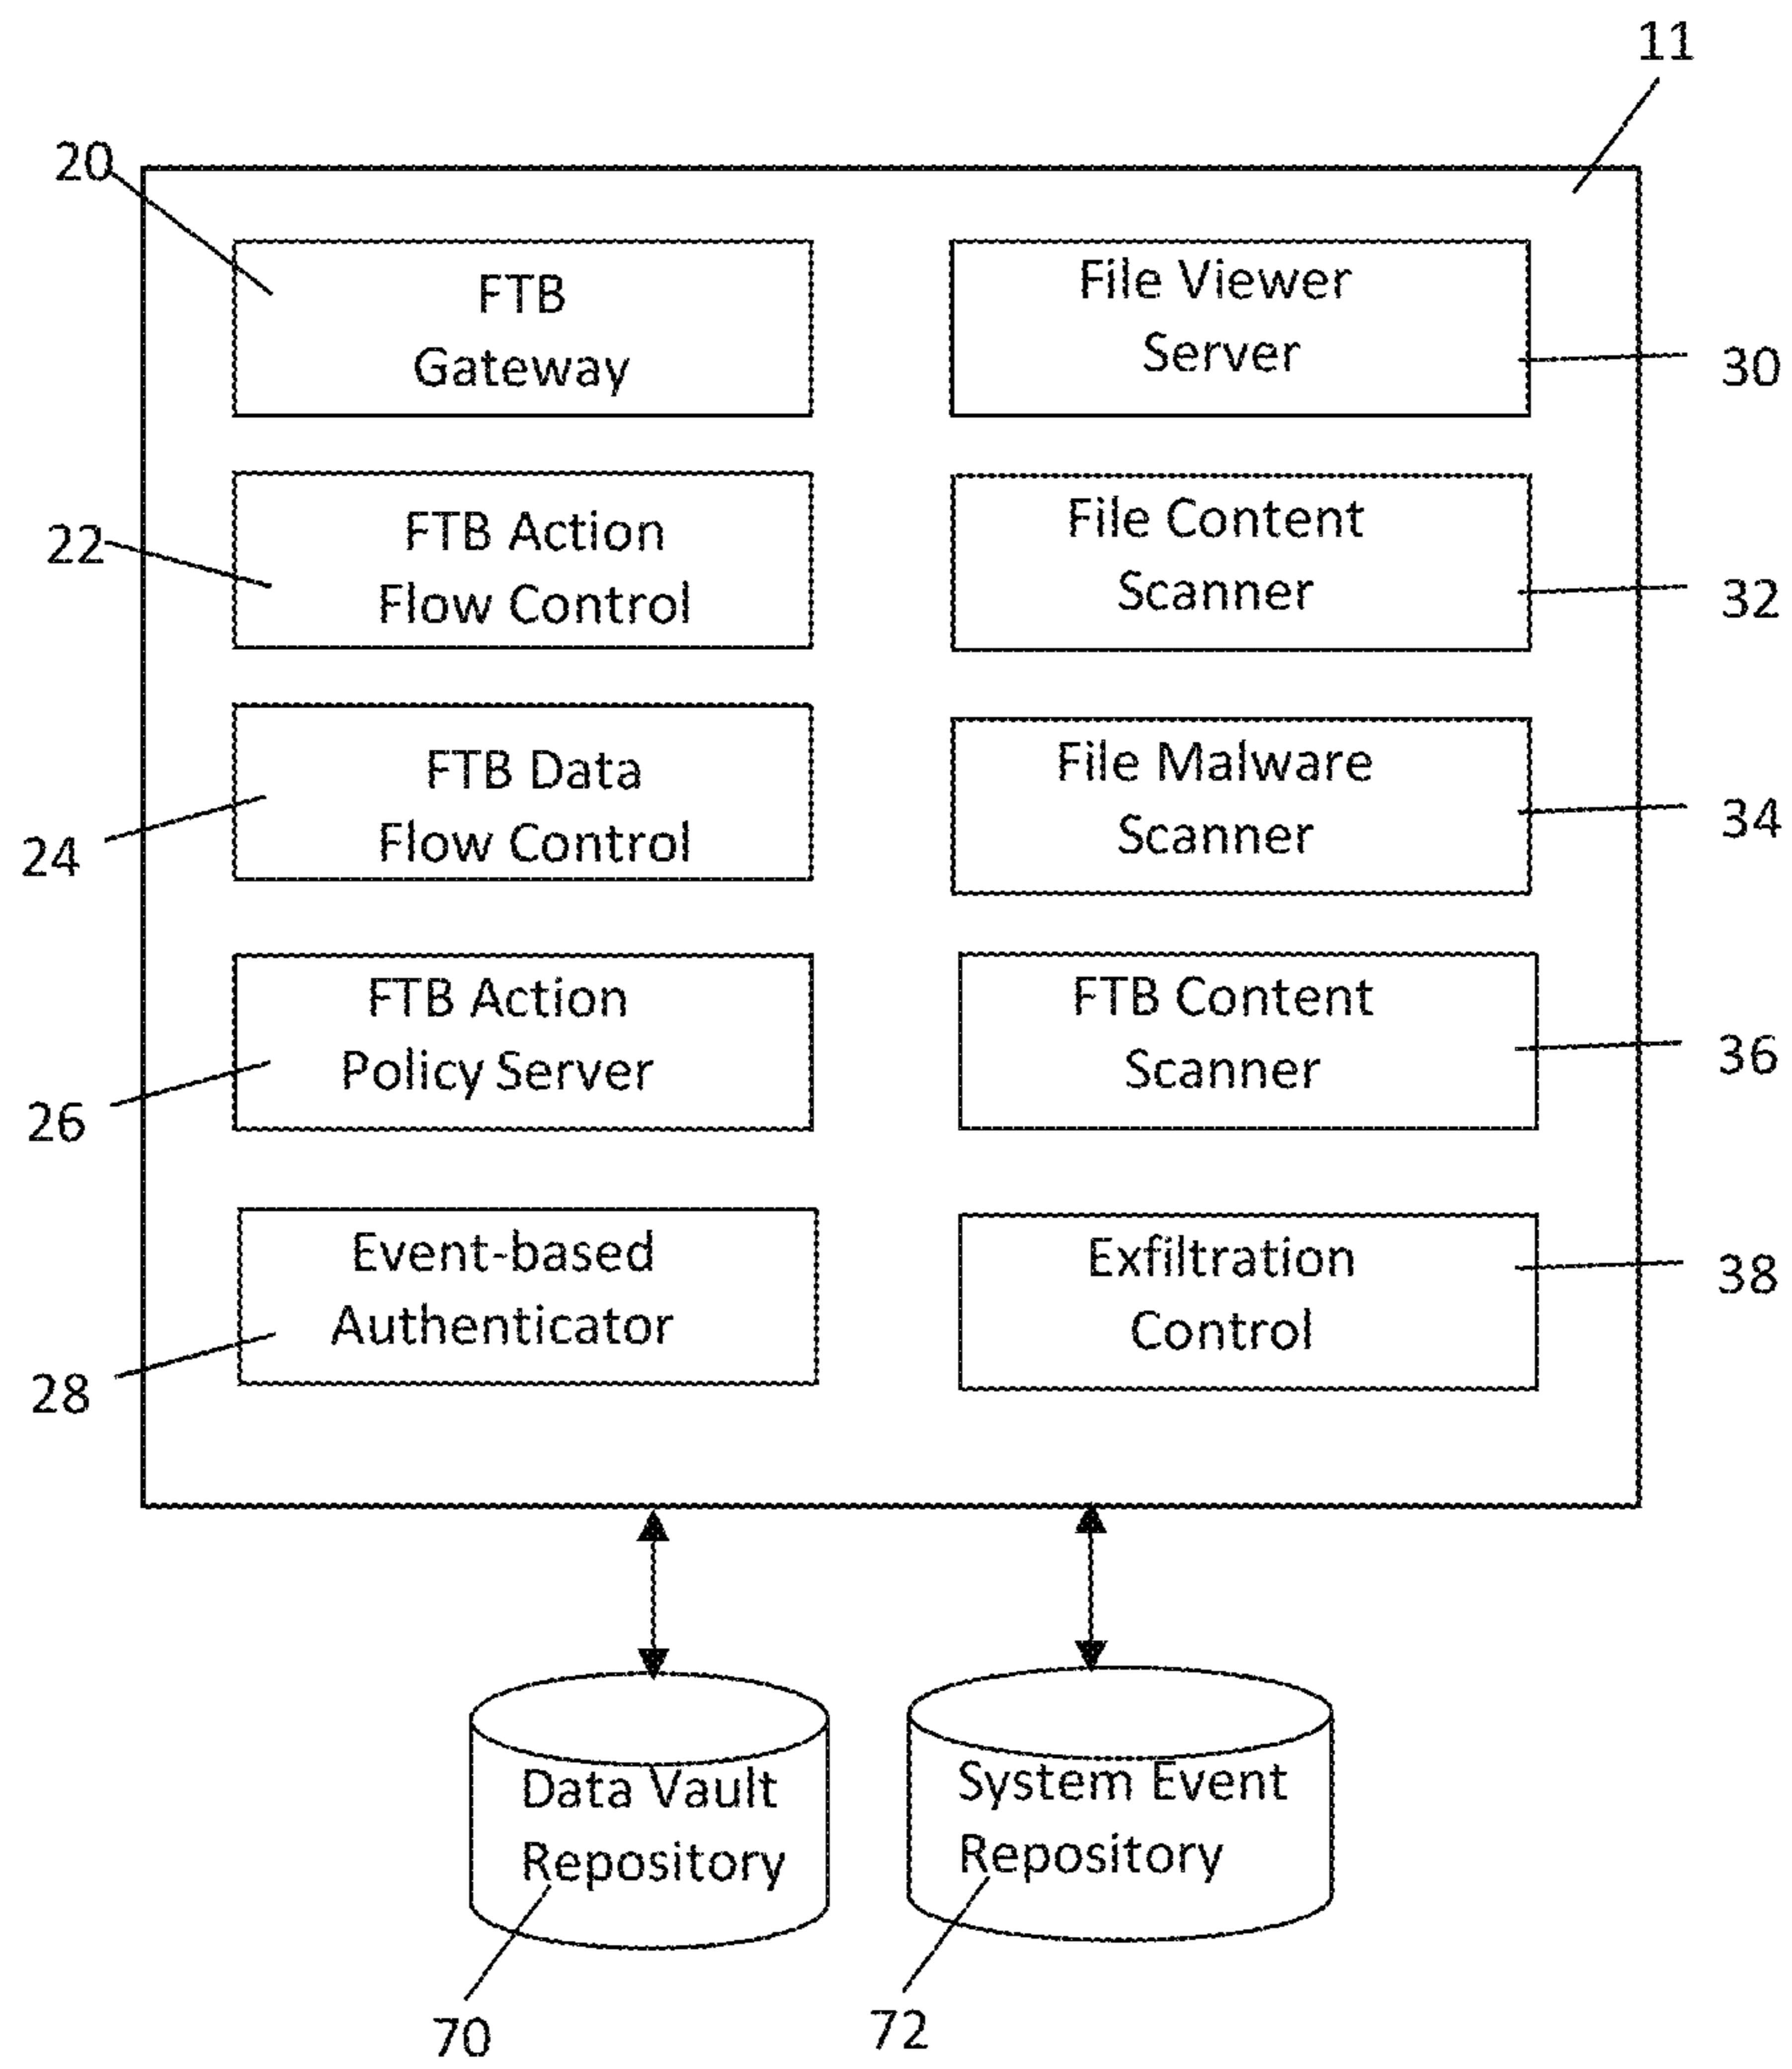 11
20
FTB
Gateway
File Viewer
Server
30
22
FTB Action
Flow Control
File Content
Scanner
32
24
FTB Data
Flow Control
File Malware
Scanner
34
26
FTB Action
Policy Server
FTB Content
Scanner
36
28
Event-based
Authenticator
Exfiltration
Control
38
Data Vault
Repository
70
System Event
Repository
72